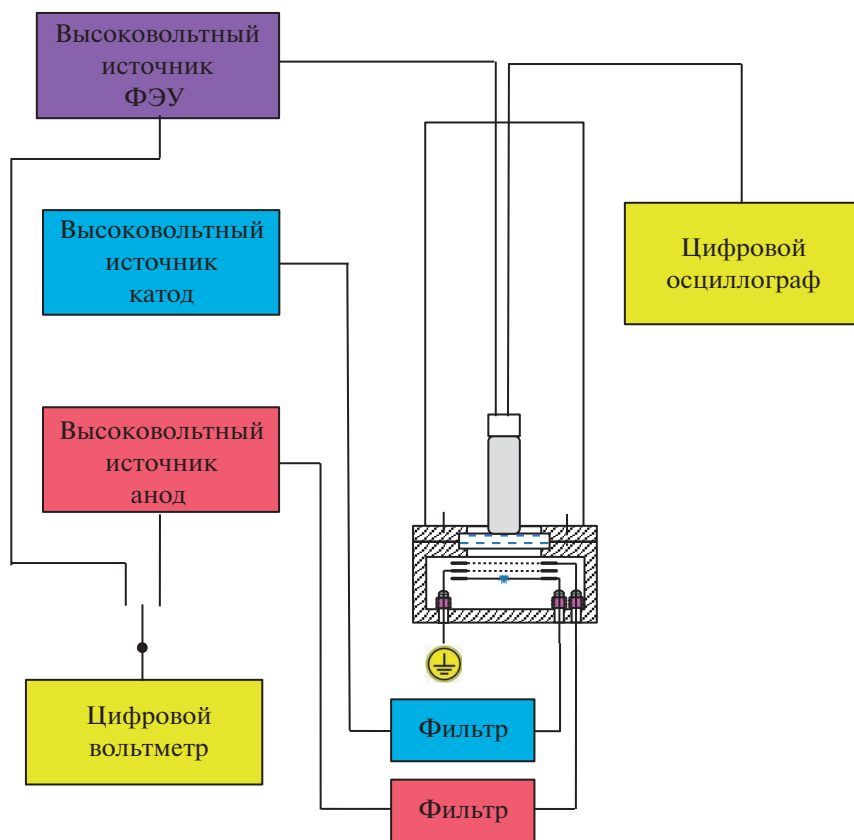 Высоковольтный
источник
ФЭУ
Высоковольтный
источник
катод
Цифровой
осциллограф
Высоковольтный
источник
анод
Цифровой
вольтметр
Фильтр
Фильтр